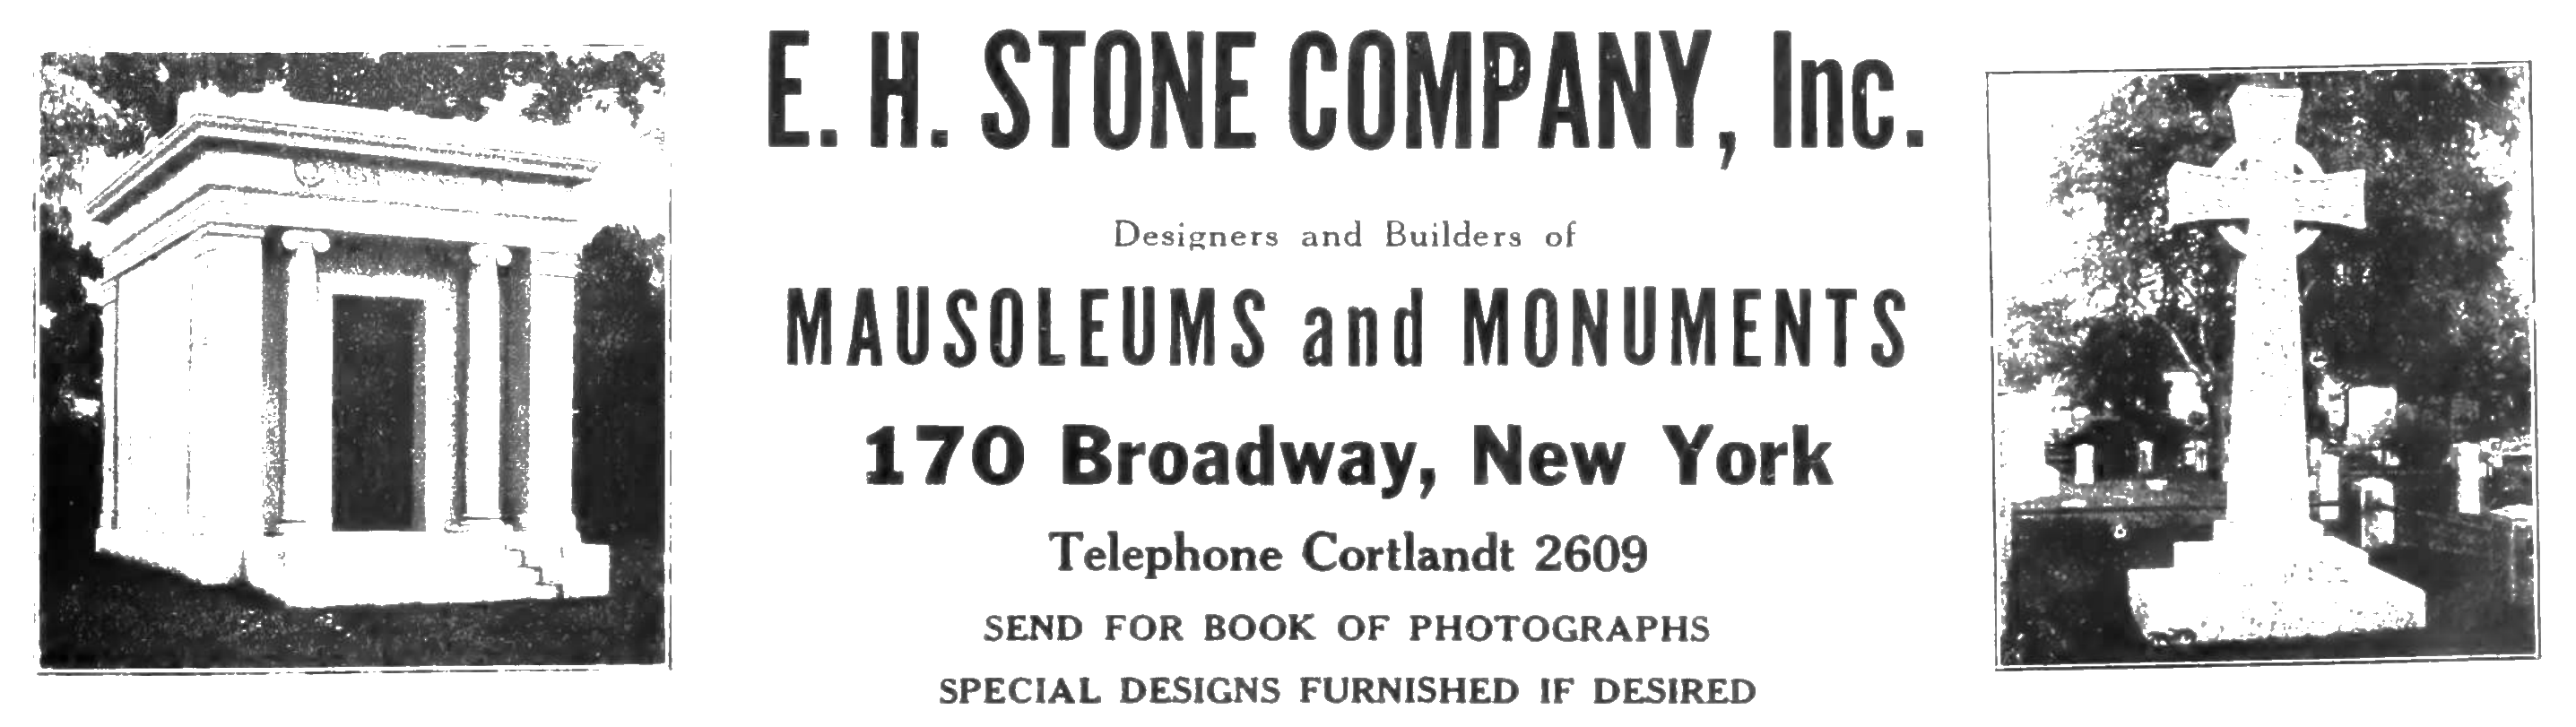 E. H. STONE COMPANY, Inc.
Designers and Builders of
MAUSOLEUMS and MONUMENTS
170 Broadway, New York
Telephone Cortlandt 2609
SEND FOR BOOK OF PHOTOGRAPHS
SPECIAL DESIGNS FURNISHED IF DESIRED